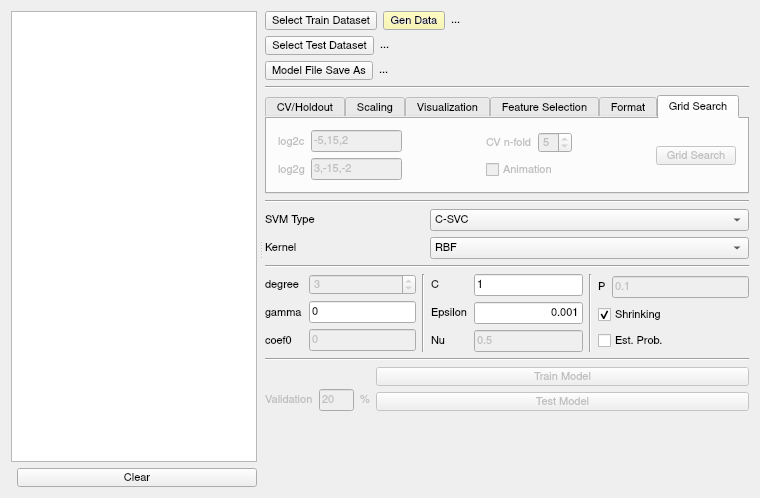 Select Train Dataset Gen Data ...
Select Test Dataset ...
Model File Save As ...
CV/Holdout Scaling Visualization Feature Selection Format Grid Search
log2c -5,15,2 CV n-fold 5
Grid Search
log2g 3,-15,-2 Animation
SVM Type C-SVC
Kernel RBF
degree 3 C 1 P 0.1
gamma 0 Epsilon 0.001 Shrinking
coef0 0 Nu 0.5 Est. Prob.
Train Model
Validation 20 % Test Model
Clear